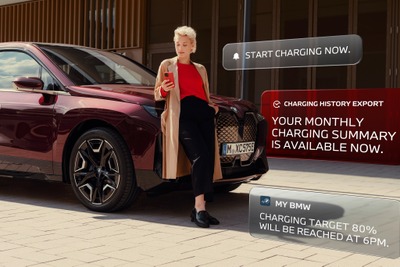 START CHARGING NOW.
CHARGING HISTORY EXPORT
YOUR MONTHLY
CHARGING SUMMARY
IS AVAILABLE NOW.
M XC5753
MY BMW
CHARGING TARGET 80%
WILL BE REACHED AT 6PM.